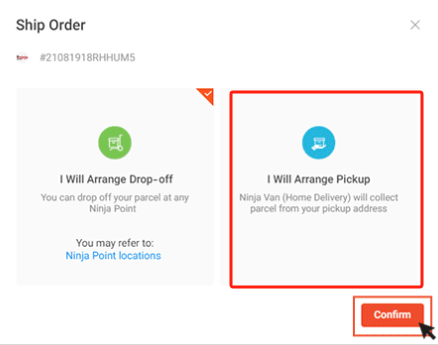 Ship Order
#21081918RHHUM5
I Will Arrange Drop-off
You can drop off your parcel at any
Ninja Point
You may refer to:
Ninja Point locations
I Will Arrange Pickup
Ninja Van (Home Delivery) will collect
parcel from your pickup address
Confirm